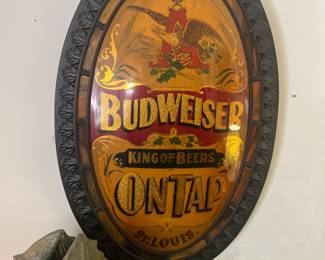 BUDWEISER
KING OF BEERS
ON TAP
ST. LOUIS.